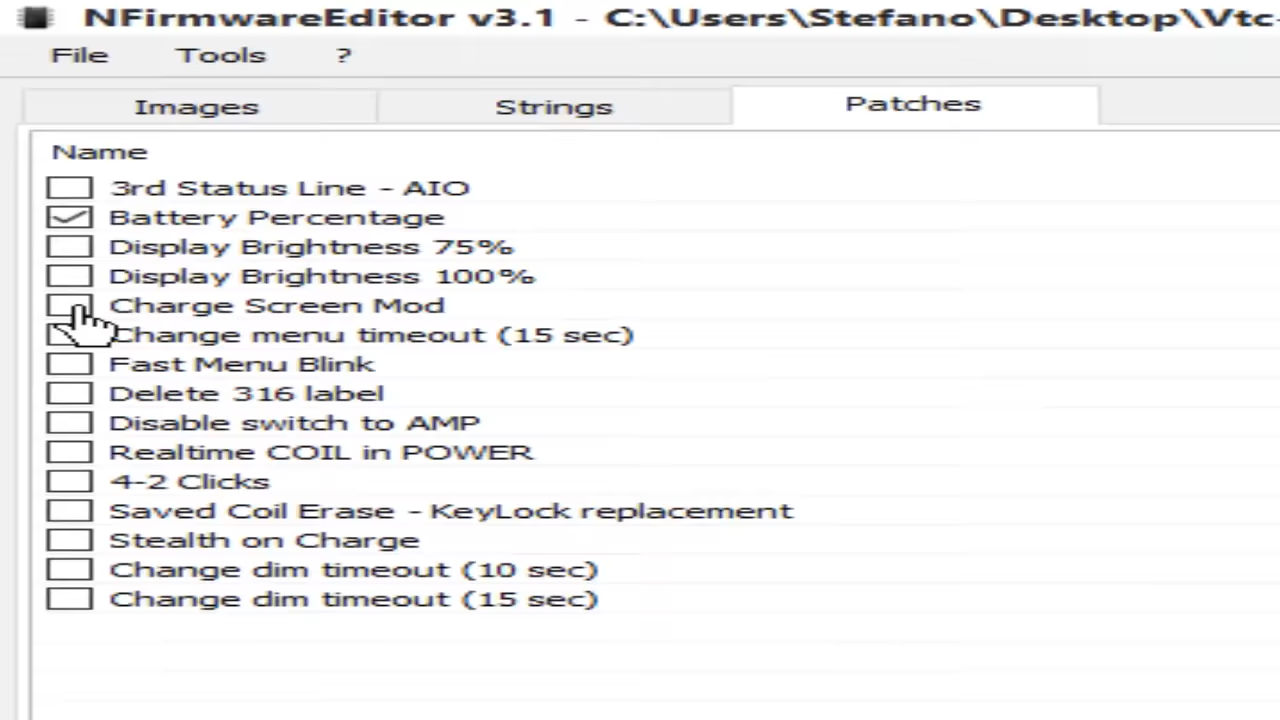 NFirmwareEditor v3.1 - C:\Users\Stefano\Desktop\Vtc-
File Tools ?
Images Strings Patches
Name
3rd Status Line - AIO
Battery Percentage
Display Brightness 75%
Display Brightness 100%
Charge Screen Mod
Change menu timeout (15 sec)
Fast Menu Blink
Delete 316 label
Disable switch to AMP
Realtime COIL in POWER
4-2 Clicks
Saved Coil Erase - KeyLock replacement
Stealth on Charge
Change dim timeout (10 sec)
Change dim timeout (15 sec)